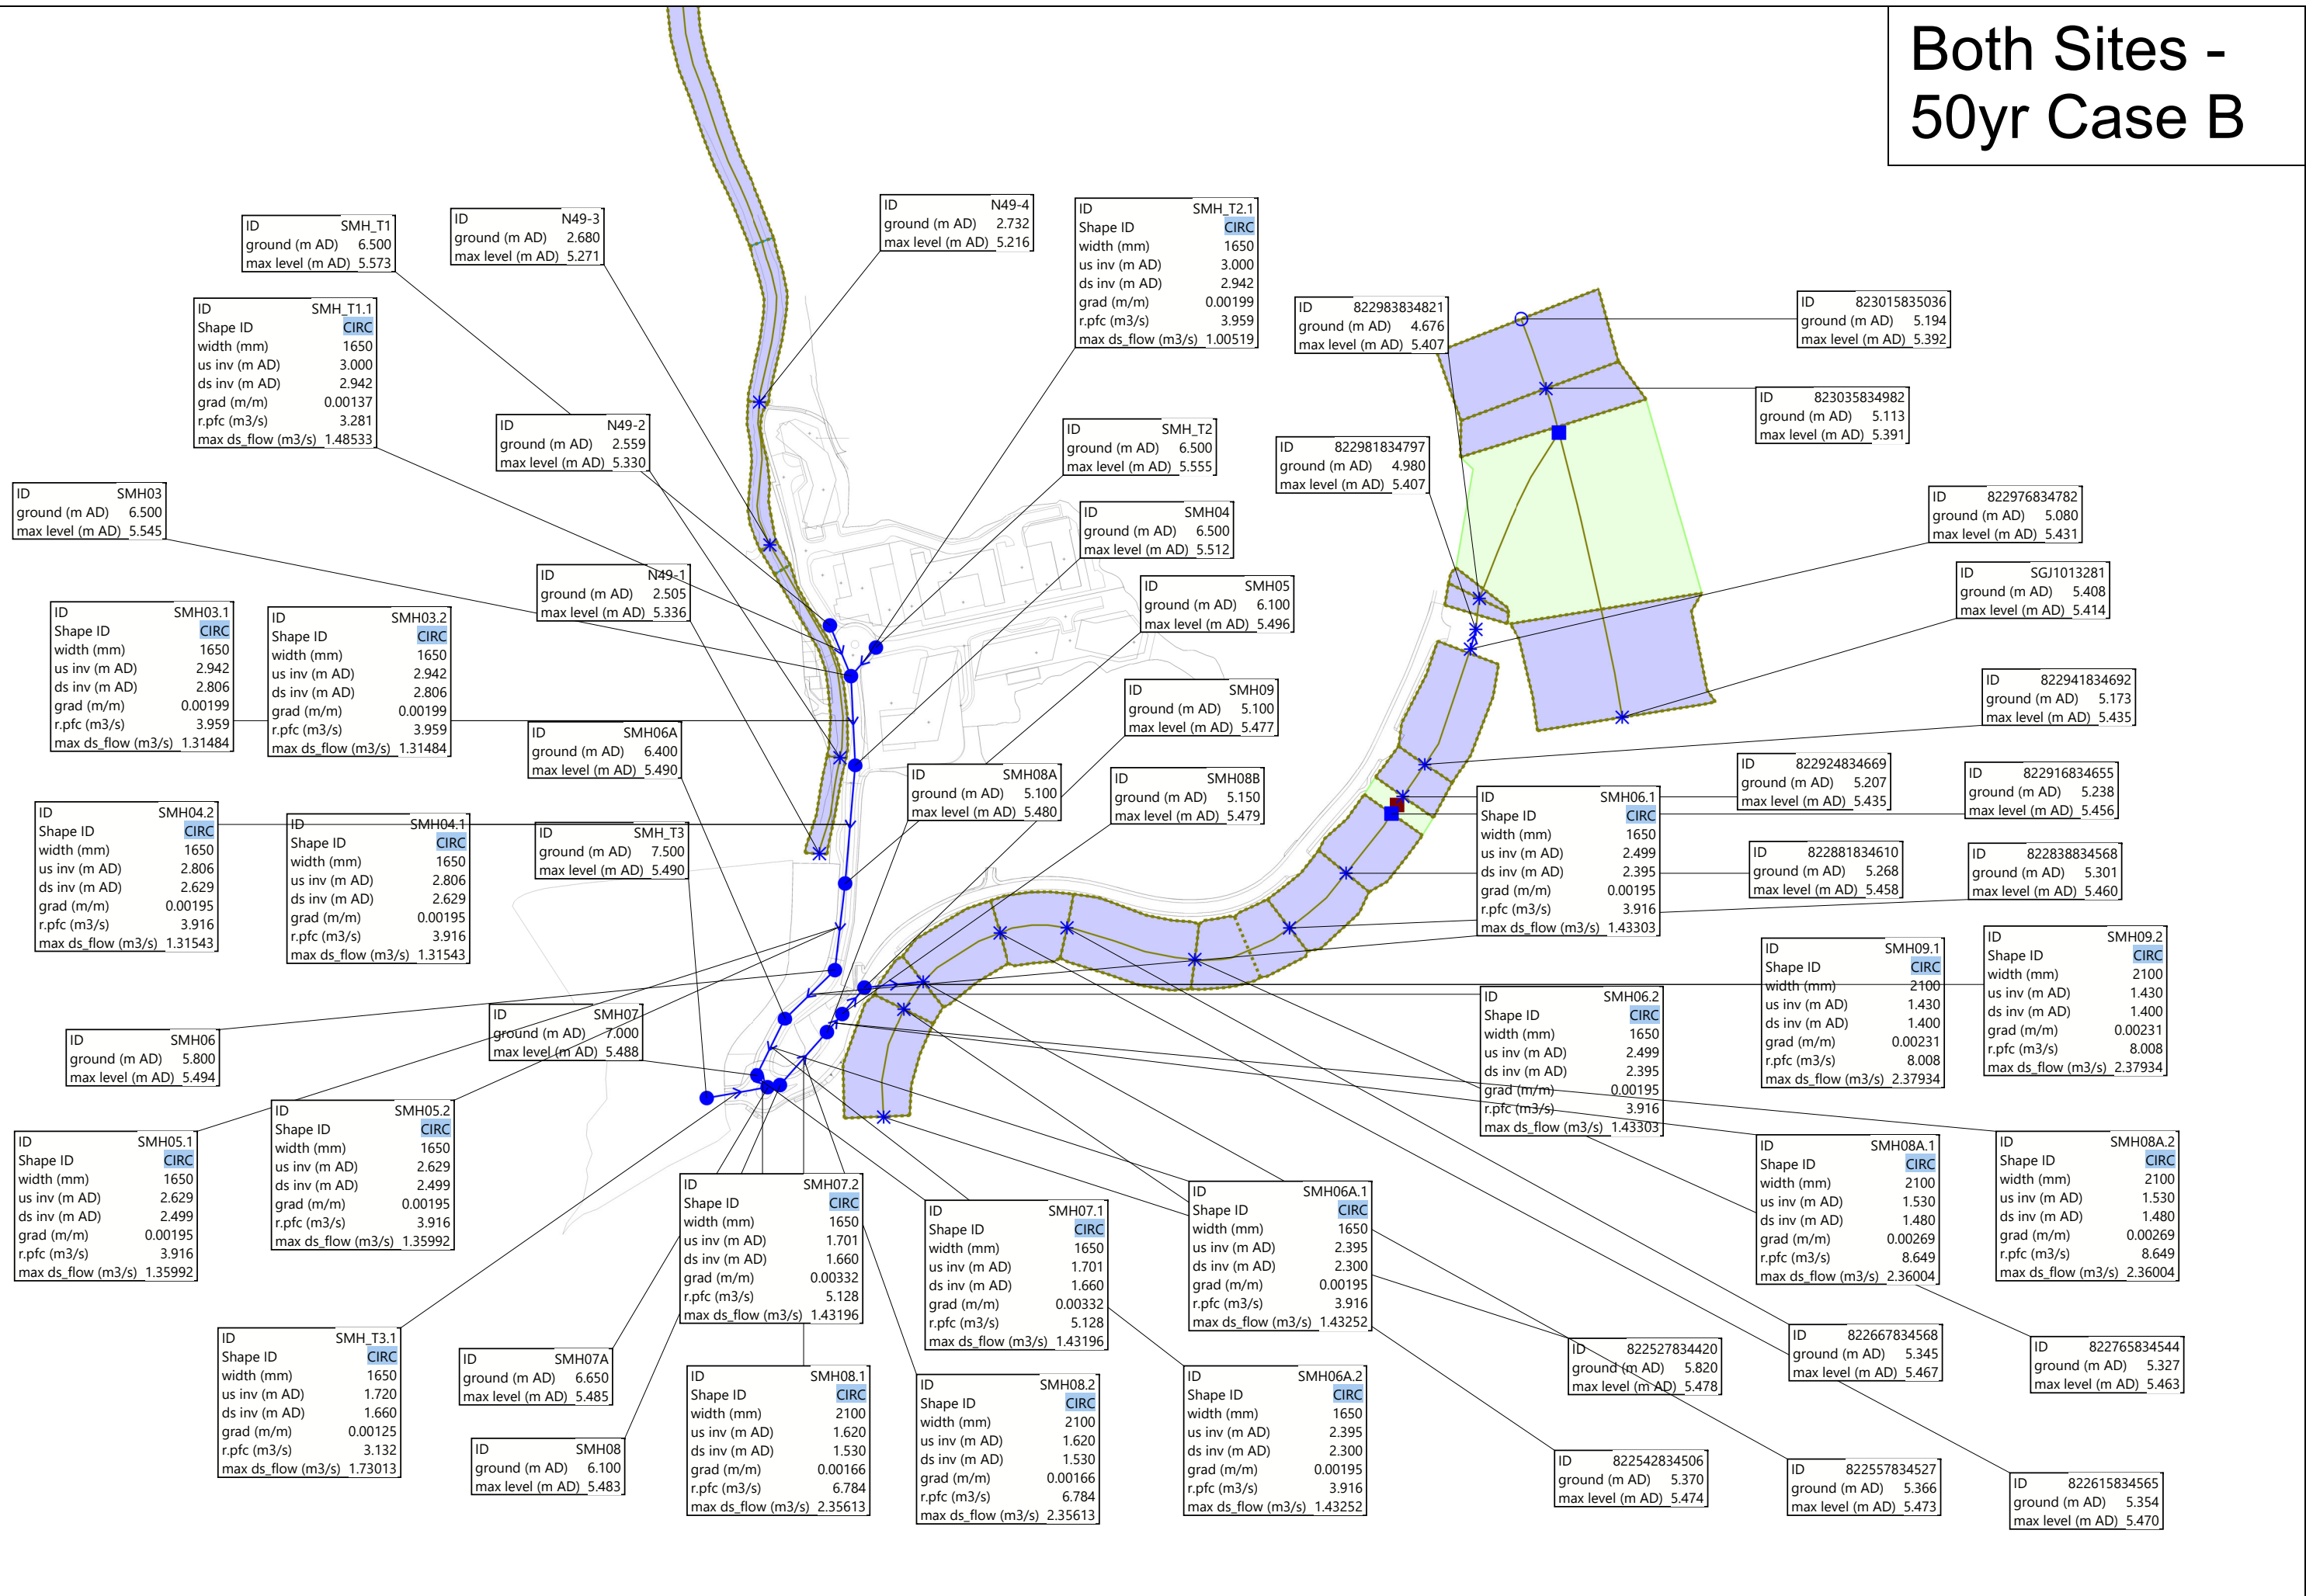 Both Sites -
50yr Case B
ID SMH_T1
ground (m AD) 6.500
max level (m AD) 5.573
ID N49-3
ground (m AD) 2.680
max level (m AD) 5.271
ID N49-4
ground (m AD) 2.732
max level (m AD) 5.216
ID SMH_T2.1
Shape ID CIRC
width (mm) 1650
us inv (m AD) 3.000
ds inv (m AD) 2.942
grad (m/m) 0.00199
r.pfc (m3/s) 3.959
max ds_flow (m3/s) 1.00519
ID 822983834821
ground (m AD) 4.676
max level (m AD) 5.407
ID 823015835036
ground (m AD) 5.194
max level (m AD) 5.392
ID SMH_T1.1
Shape ID CIRC
width (mm) 1650
us inv (m AD) 3.000
ds inv (m AD) 2.942
grad (m/m) 0.00137
r.pfc (m3/s) 3.281
max ds_flow (m3/s) 1.48533
ID N49-2
ground (m AD) 2.559
max level (m AD) 5.330
ID SMH_T2
ground (m AD) 6.500
max level (m AD) 5.555
ID 822981834797
ground (m AD) 4.980
max level (m AD) 5.407
ID 823035834982
ground (m AD) 5.113
max level (m AD) 5.391
ID SMH03
ground (m AD) 6.500
max level (m AD) 5.545
ID SMH04
ground (m AD) 6.500
max level (m AD) 5.512
ID 822976834782
ground (m AD) 5.080
max level (m AD) 5.431
ID N49-1
ground (m AD) 2.505
max level (m AD) 5.336
ID SMH05
ground (m AD) 6.100
max level (m AD) 5.496
ID SGJ1013281
ground (m AD) 5.408
max level (m AD) 5.414
ID SMH03.1
Shape ID CIRC
width (mm) 1650
us inv (m AD) 2.942
ds inv (m AD) 2.806
grad (m/m) 0.00199
r.pfc (m3/s) 3.959
max ds_flow (m3/s) 1.31484
ID SMH03.2
Shape ID CIRC
width (mm) 1650
us inv (m AD) 2.942
ds inv (m AD) 2.806
grad (m/m) 0.00199
r.pfc (m3/s) 3.959
max ds_flow (m3/s) 1.31484
ID SMH09
ground (m AD) 5.100
max level (m AD) 5.477
ID 822941834692
ground (m AD) 5.173
max level (m AD) 5.435
ID SMH06A
ground (m AD) 6.400
max level (m AD) 5.490
ID SMH08A
ground (m AD) 5.100
max level (m AD) 5.480
ID SMH08B
ground (m AD) 5.150
max level (m AD) 5.479
ID 822924834669
ground (m AD) 5.207
max level (m AD) 5.435
ID 822916834655
ground (m AD) 5.238
max level (m AD) 5.456
ID SMH04.2
Shape ID CIRC
width (mm) 1650
us inv (m AD) 2.806
ds inv (m AD) 2.629
grad (m/m) 0.00195
r.pfc (m3/s) 3.916
max ds_flow (m3/s) 1.31543
ID SMH04.1
Shape ID CIRC
width (mm) 1650
us inv (m AD) 2.806
ds inv (m AD) 2.629
grad (m/m) 0.00195
r.pfc (m3/s) 3.916
max ds_flow (m3/s) 1.31543
ID SMH_T3
ground (m AD) 7.500
max level (m AD) 5.490
ID SMH06.1
Shape ID CIRC
width (mm) 1650
us inv (m AD) 2.499
ds inv (m AD) 2.395
grad (m/m) 0.00195
r.pfc (m3/s) 3.916
max ds_flow (m3/s) 1.43303
ID 822881834610
ground (m AD) 5.268
max level (m AD) 5.458
ID 822838834568
ground (m AD) 5.301
max level (m AD) 5.460
ID SMH09.1
Shape ID CIRC
width (mm) 2100
us inv (m AD) 1.430
ds inv (m AD) 1.400
grad (m/m) 0.00231
r.pfc (m3/s) 8.008
max ds_flow (m3/s) 2.37934
ID SMH09.2
Shape ID CIRC
width (mm) 2100
us inv (m AD) 1.430
ds inv (m AD) 1.400
grad (m/m) 0.00231
r.pfc (m3/s) 8.008
max ds_flow (m3/s) 2.37934
ID SMH06
ground (m AD) 5.800
max level (m AD) 5.494
ID SMH07
ground (m AD) 7.000
max level (m AD) 5.488
ID SMH06.2
Shape ID CIRC
width (mm) 1650
us inv (m AD) 2.499
ds inv (m AD) 2.395
grad (m/m) 0.00195
r.pfc (m3/s) 3.916
max ds_flow (m3/s) 1.43303
ID SMH05.1
Shape ID CIRC
width (mm) 1650
us inv (m AD) 2.629
ds inv (m AD) 2.499
grad (m/m) 0.00195
r.pfc (m3/s) 3.916
max ds_flow (m3/s) 1.35992
ID SMH05.2
Shape ID CIRC
width (mm) 1650
us inv (m AD) 2.629
ds inv (m AD) 2.499
grad (m/m) 0.00195
r.pfc (m3/s) 3.916
max ds_flow (m3/s) 1.35992
ID SMH07.2
Shape ID CIRC
width (mm) 1650
us inv (m AD) 1.701
ds inv (m AD) 1.660
grad (m/m) 0.00332
r.pfc (m3/s) 5.128
max ds_flow (m3/s) 1.43196
ID SMH07.1
Shape ID CIRC
width (mm) 1650
us inv (m AD) 1.701
ds inv (m AD) 1.660
grad (m/m) 0.00332
r.pfc (m3/s) 5.128
max ds_flow (m3/s) 1.43196
ID SMH06A.1
Shape ID CIRC
width (mm) 1650
us inv (m AD) 2.395
ds inv (m AD) 2.300
grad (m/m) 0.00195
r.pfc (m3/s) 3.916
max ds_flow (m3/s) 1.43252
ID SMH08A.1
Shape ID CIRC
width (mm) 2100
us inv (m AD) 1.530
ds inv (m AD) 1.480
grad (m/m) 0.00269
r.pfc (m3/s) 8.649
max ds_flow (m3/s) 2.36004
ID SMH08A.2
Shape ID CIRC
width (mm) 2100
us inv (m AD) 1.530
ds inv (m AD) 1.480
grad (m/m) 0.00269
r.pfc (m3/s) 8.649
max ds_flow (m3/s) 2.36004
ID SMH_T3.1
Shape ID CIRC
width (mm) 1650
us inv (m AD) 1.720
ds inv (m AD) 1.660
grad (m/m) 0.00125
r.pfc (m3/s) 3.132
max ds_flow (m3/s) 1.73013
ID SMH07A
ground (m AD) 6.650
max level (m AD) 5.485
ID SMH08
ground (m AD) 6.100
max level (m AD) 5.483
ID SMH08.1
Shape ID CIRC
width (mm) 2100
us inv (m AD) 1.620
ds inv (m AD) 1.530
grad (m/m) 0.00166
r.pfc (m3/s) 6.784
max ds_flow (m3/s) 2.35613
ID SMH08.2
Shape ID CIRC
width (mm) 2100
us inv (m AD) 1.620
ds inv (m AD) 1.530
grad (m/m) 0.00166
r.pfc (m3/s) 6.784
max ds_flow (m3/s) 2.35613
ID SMH06A.2
Shape ID CIRC
width (mm) 1650
us inv (m AD) 2.395
ds inv (m AD) 2.300
grad (m/m) 0.00195
r.pfc (m3/s) 3.916
max ds_flow (m3/s) 1.43252
ID 822527834420
ground (m AD) 5.820
max level (m AD) 5.478
ID 822667834568
ground (m AD) 5.345
max level (m AD) 5.467
ID 822765834544
ground (m AD) 5.327
max level (m AD) 5.463
ID 822542834506
ground (m AD) 5.370
max level (m AD) 5.474
ID 822557834527
ground (m AD) 5.366
max level (m AD) 5.473
ID 822615834565
ground (m AD) 5.354
max level (m AD) 5.470